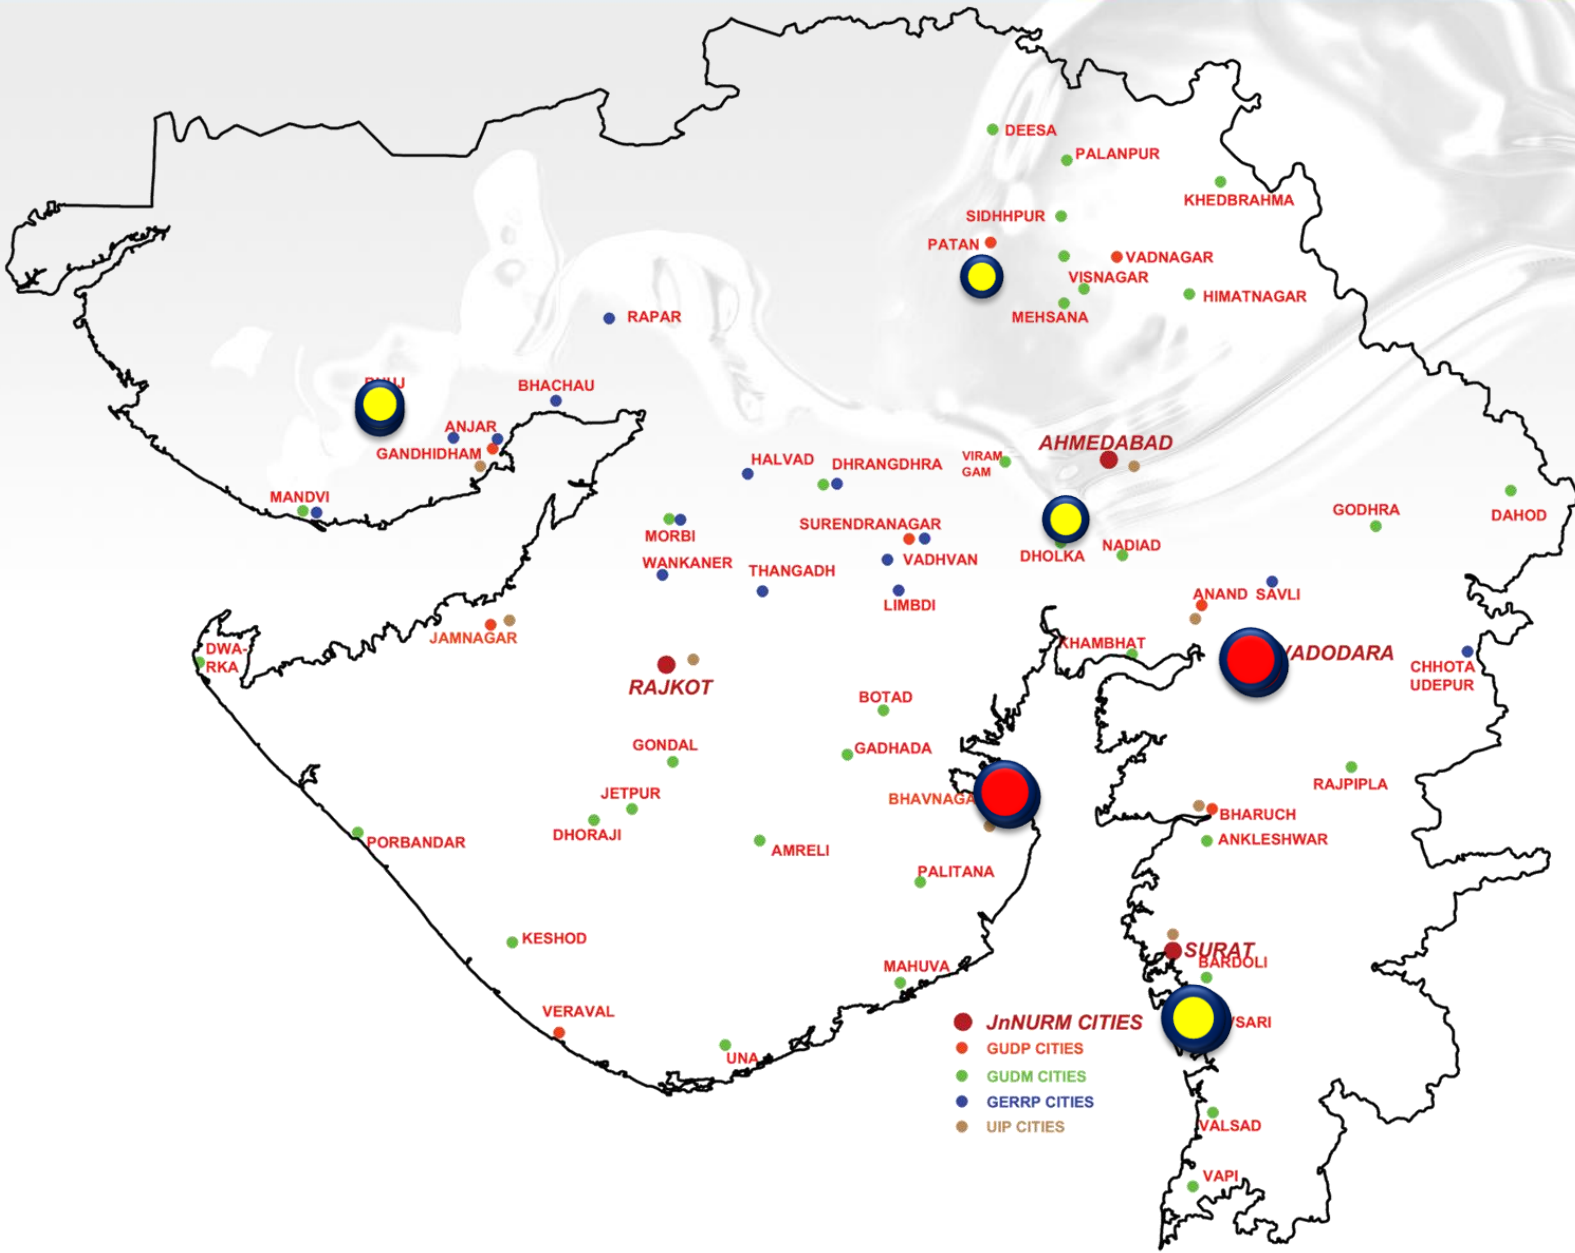 DEESA
PALANPUR
KHEDBRAHMA
SIDHHPUR
PATAN
VADNAGAR
VISNAGAR
HIMATNAGAR
MEHSANA
RAPAR
BHACHAU
ANJAR
GANDHIDHAM
MANDVI
HALVAD
DHRANGDHRA
VIRAM
GAM
AHMEDABAD
MORBI
SURENDRANAGAR
WANKANER
THANGADH
VADHVAN
LIMBDI
DHOLKA
NADIAD
GODHRA
DAHOD
ANAND
SAVLI
JAMNAGAR
DWA-
RKA
RAJKOT
KHAMBHAT
VADODARA
CHHOTA
UDEPUR
BOTAD
GONDAL
GADHADA
JETPUR
BHAVNAGA
RAJPIPLA
DHORAJI
PORBANDAR
AMRELI
BHARUCH
ANKLESHWAR
PALITANA
KESHOD
MAHUVA
SURAT
BARDOLI
VERAVAL
VSARI
UNA
VALSAD
VAPI
JnNURM CITIES
GUDP CITIES
GUDM CITIES
GERRP CITIES
UIP CITIES